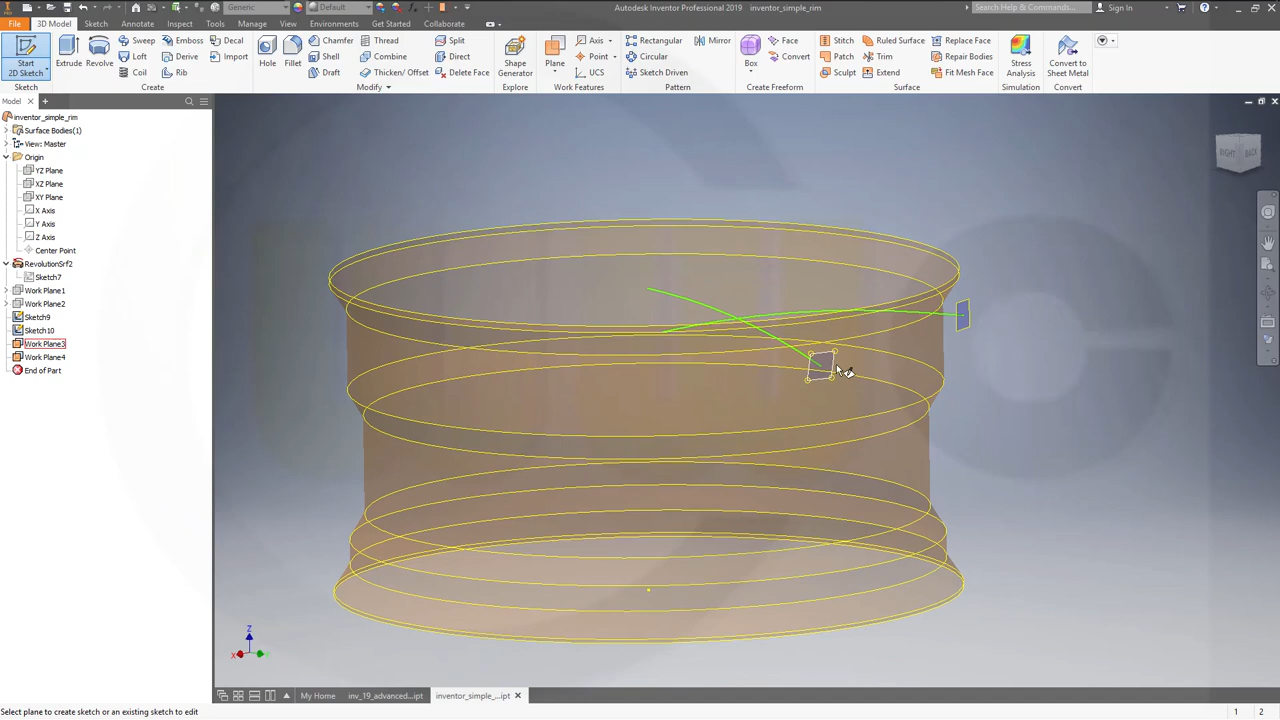 Generic
Default
Autodesk Inventor Professional 2019 inventor_simple_rim
Search Help & Commands...
Sign In
File
3D Model
Sketch
Annotate
Inspect
Tools
Manage
View
Environments
Get Started
Collaborate
Start
2D Sketch
Extrude
Revolve
Sweep
Loft
Coil
Emboss
Derive
Rib
Decal
Import
Hole
Fillet
Chamfer
Shell
Draft
Thread
Combine
Thicken/ Offset
Split
Direct
Delete Face
Shape
Generator
Plane
Axis
Point
UCS
Rectangular
Circular
Sketch Driven
Mirror
Box
Face
Convert
Stitch
Patch
Sculpt
Ruled Surface
Trim
Extend
Replace Face
Repair Bodies
Fit Mesh Face
Stress
Analysis
Convert to
Sheet Metal
Sketch
Create
Modify
Explore
Work Features
Pattern
Create Freeform
Surface
Simulation
Convert
Model
inventor_simple_rim
Surface Bodies(1)
View: Master
Origin
YZ Plane
XZ Plane
XY Plane
X Axis
Y Axis
Z Axis
Center Point
RevolutionSrf2
Sketch7
Work Plane1
Work Plane2
Sketch9
Sketch10
Work Plane3
Work Plane4
End of Part
RIGHT
BACK
Z
X
My Home
inv_19_advanced...ipt
inventor_simple_...ipt
Select plane to create sketch or an existing sketch to edit
1
2